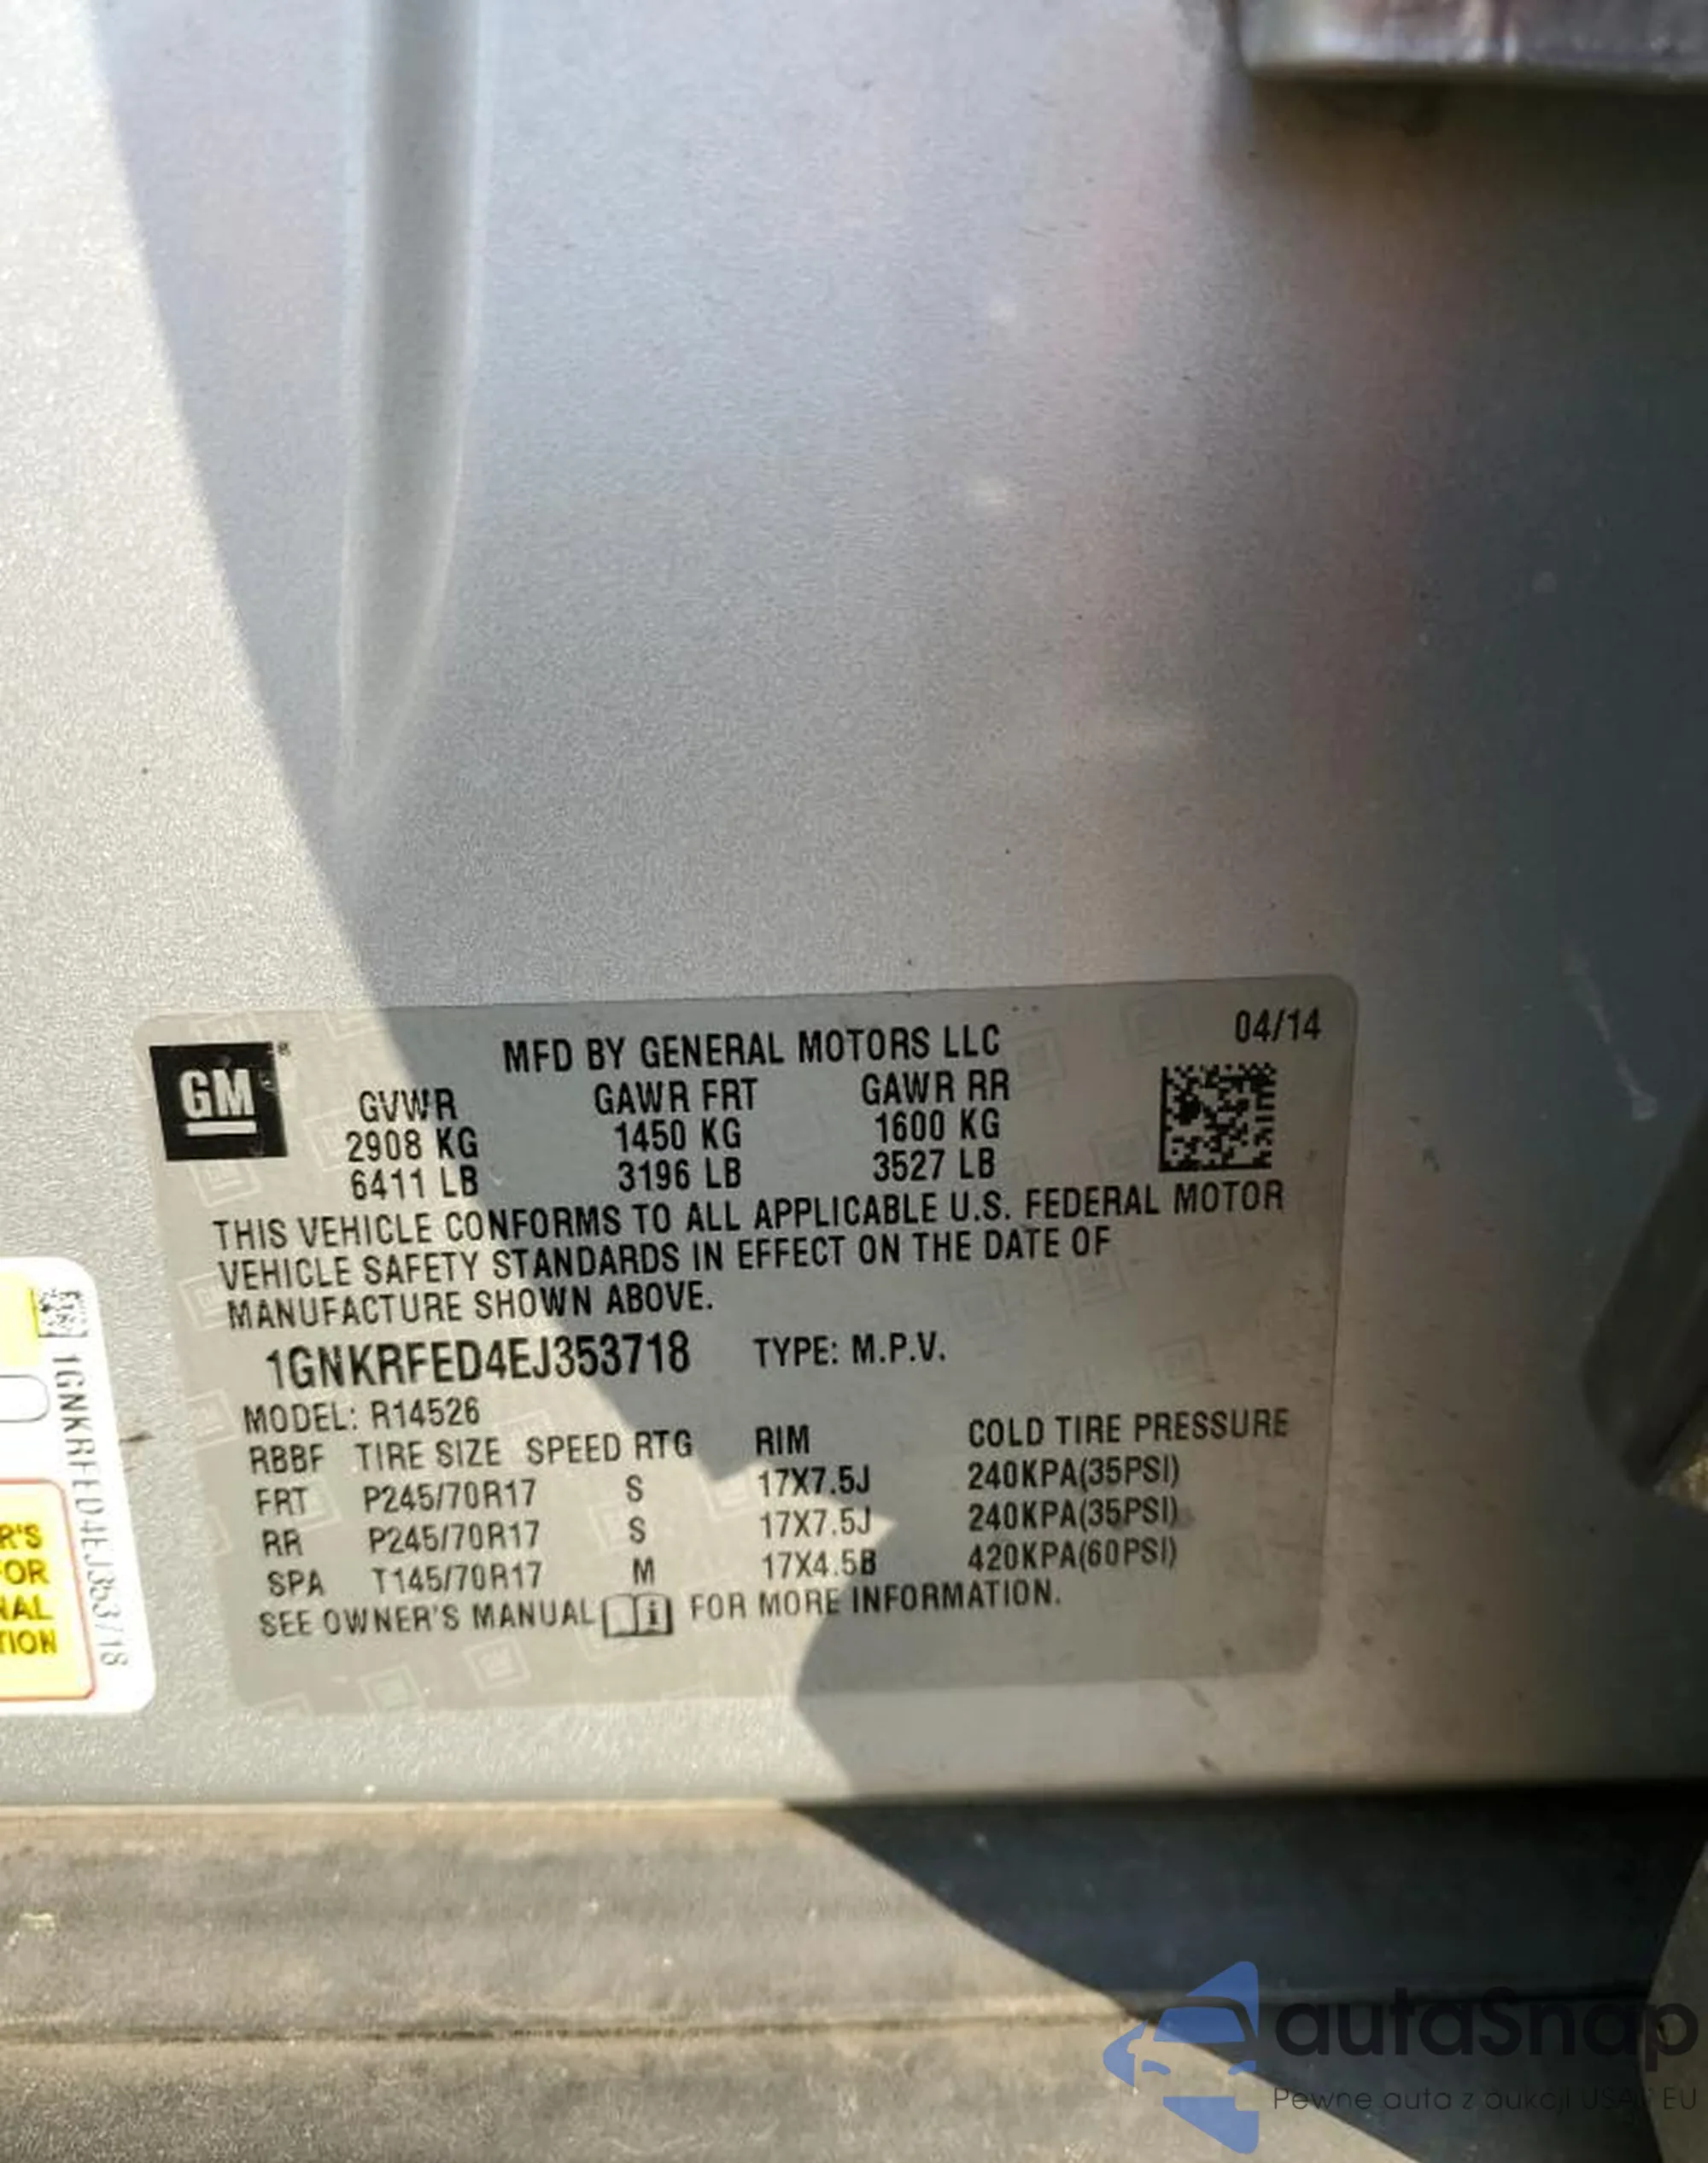 GM
MFD BY GENERAL MOTORS LLC
04/14
GVWR GAWR FRT GAWR RR
2908 KG 1450 KG 1600 KG
6411 LB 3196 LB 3527 LB
THIS VEHICLE CONFORMS TO ALL APPLICABLE U.S. FEDERAL MOTOR
VEHICLE SAFETY STANDARDS IN EFFECT ON THE DATE OF
MANUFACTURE SHOWN ABOVE.
1GNKRFED4EJ353718 TYPE: M.P.V.
MODEL: R14526
RBBF TIRE SIZE SPEED RTG RIM COLD TIRE PRESSURE
FRT P245/70R17 S 17X7.5J 240KPA(35PSI)
RR P245/70R17 S 17X7.5J 240KPA(35PSI)
SPA T145/70R17 M 17X4.5B 420KPA(60PSI)
SEE OWNER'S MANUAL FOR MORE INFORMATION.
1GNKRFED4EJ353718
R'S
FOR
NAL
TION
autaSnap
Pewne auta z aukcji USA i EU